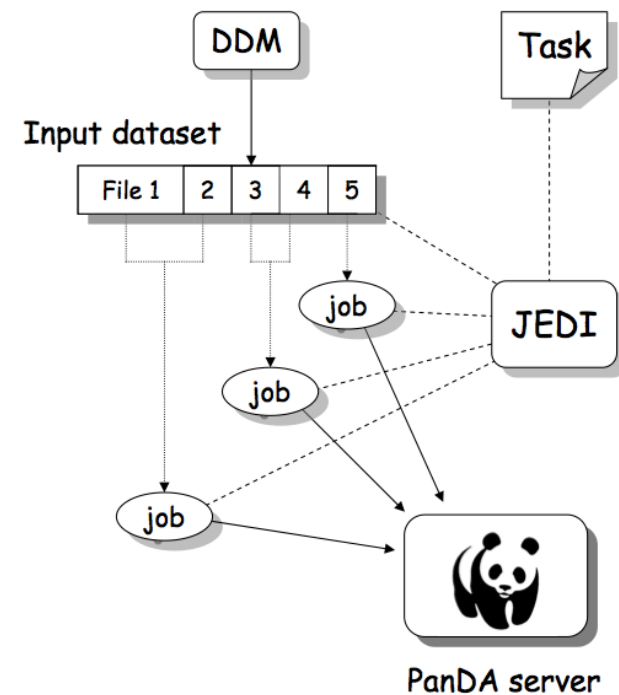 DDM
Task
Input dataset
File 1 2 3 4 5
job
JEDI
job
job
PanDA server